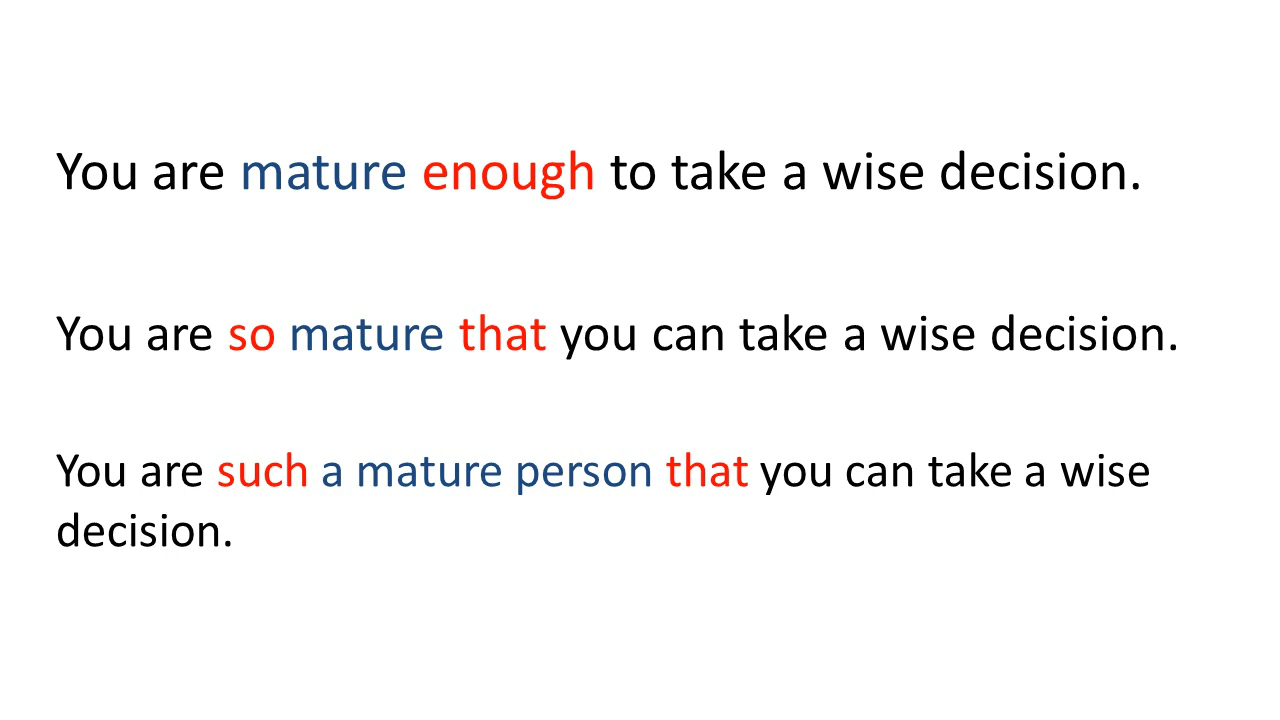 You are mature enough to take a wise decision.
You are so mature that you can take a wise decision.
You are such a mature person that you can take a wise
decision.